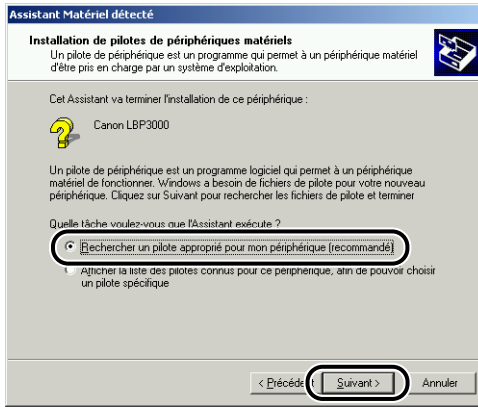 Assistant Matériel détecté
Installation de pilotes de périphériques matériels
Un pilote de périphérique est un programme qui permet à un périphérique matériel
d'être pris en charge par un système d'exploitation.
Cet Assistant va terminer l'installation de ce périphérique :
Canon LBP3000
Un pilote de périphérique est un programme logiciel qui permet à un périphérique
matériel de fonctionner. Windows a besoin de fichiers de pilote pour votre nouveau
périphérique. Cliquez sur Suivant pour rechercher les fichiers de pilote et terminer
Quelle tâche voulez-vous que l'Assistant exécute ?
Rechercher un pilote approprié pour mon périphérique (recommandé)
Afficher la liste des pilotes connus pour ce périphérique, afin de pouvoir choisir
un pilote spécifique
< Précédent Suivant > Annuler